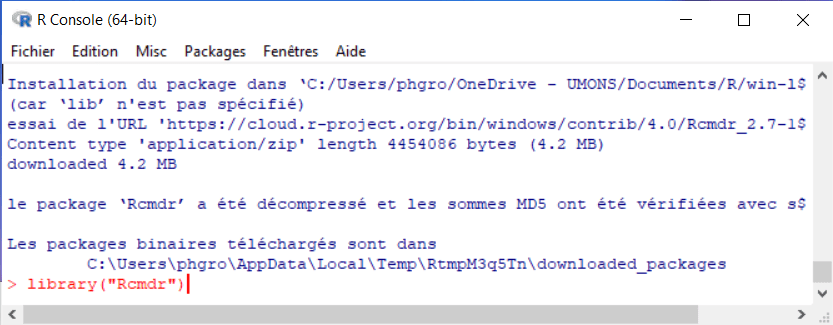 R Console (64-bit)
Fichier Edition Misc Packages Fenêtres Aide
Installation du package dans ‘C:/Users/phgro/OneDrive - UMONS/Documents/R/win-l$
(car ‘lib’ n'est pas spécifié)
essai de l'URL 'https://cloud.r-project.org/bin/windows/contrib/4.0/Rcmdr_2.7-1$
Content type 'application/zip' length 4454086 bytes (4.2 MB)
downloaded 4.2 MB
le package ‘Rcmdr’ a été décompressé et les sommes MD5 ont été vérifiées avec s$
Les packages binaires téléchargés sont dans
C:\Users\phgro\AppData\Local\Temp\RtmpM3q5Tn\downloaded_packages
> library("Rcmdr")